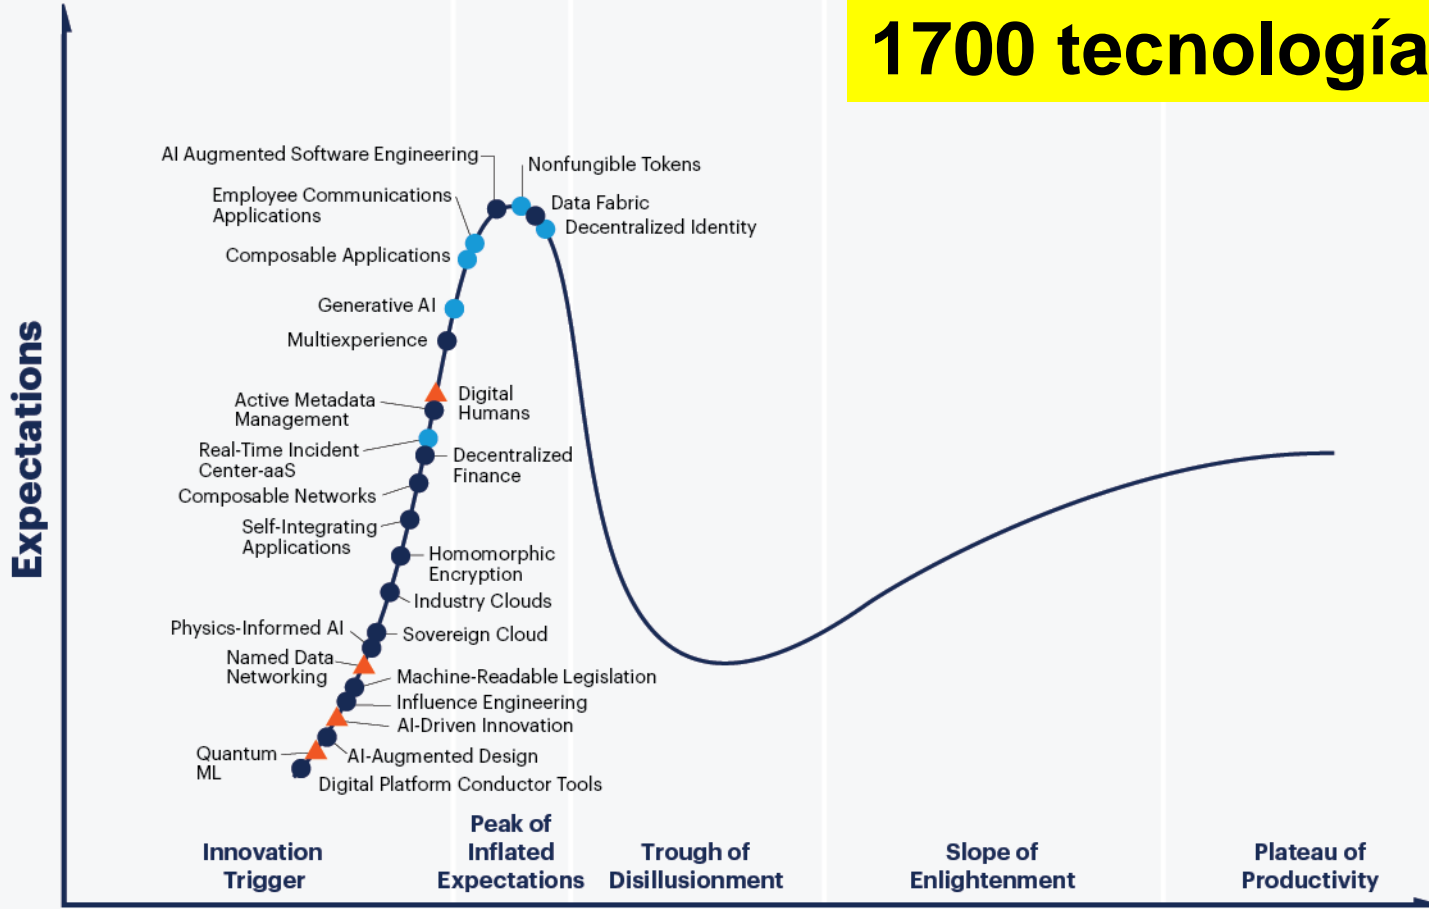 1700 tecnología
AI Augmented Software Engineering
Nonfungible Tokens
Employee Communications
Applications
Data Fabric
Decentralized Identity
Composable Applications
Generative AI
Multiexperience
Digital
Humans
Active Metadata
Management
Real-Time Incident
Center-aaS
Decentralized
Finance
Composable Networks
Self-Integrating
Applications
Homomorphic
Encryption
Industry Clouds
Physics-Informed AI
Sovereign Cloud
Named Data
Networking
Machine-Readable Legislation
Influence Engineering
AI-Driven Innovation
Quantum
ML
AI-Augmented Design
Digital Platform Conductor Tools
Expectations
Innovation
Trigger
Peak of
Inflated
Expectations
Trough of
Disillusionment
Slope of
Enlightenment
Plateau of
Productivity